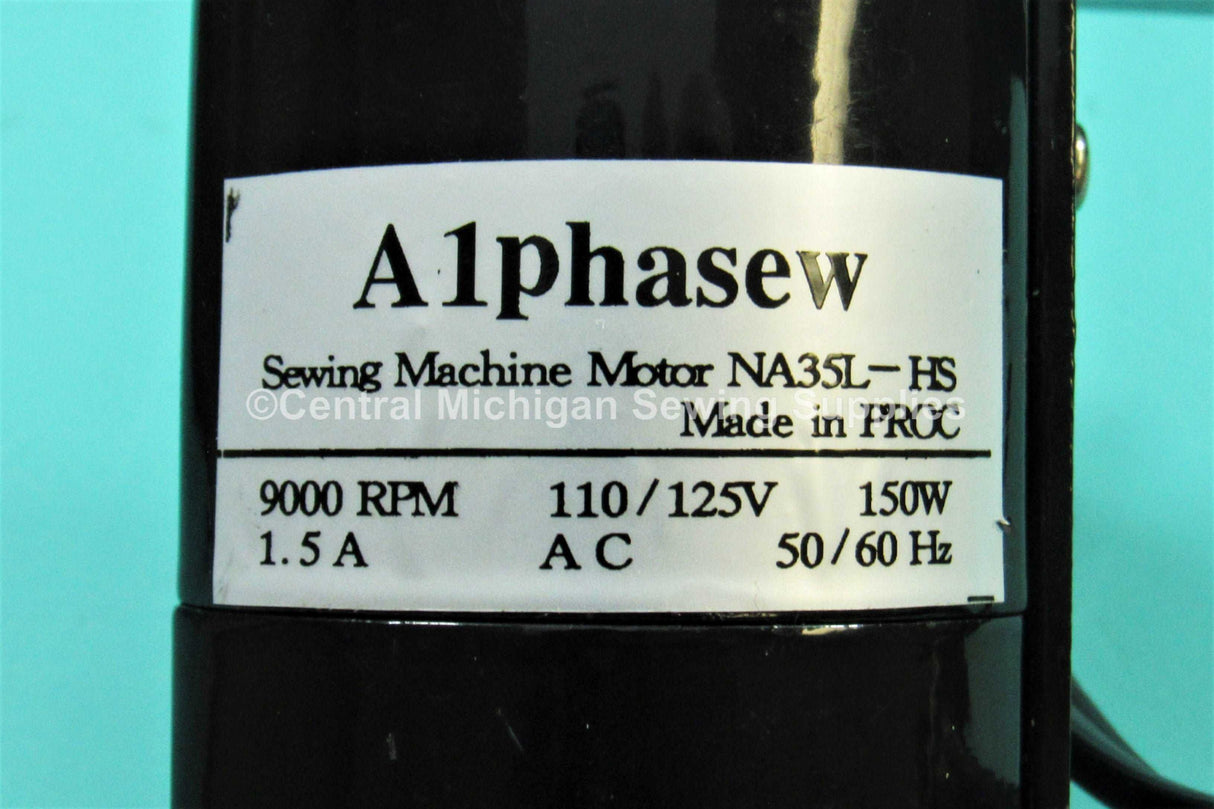 A1phasew
Sewing Machine Motor NA35L-HS
©Central Michigan Sewing Supplies
Made in PROC
9000 RPM 110/125V 150W
1.5 A A C 50/60 Hz